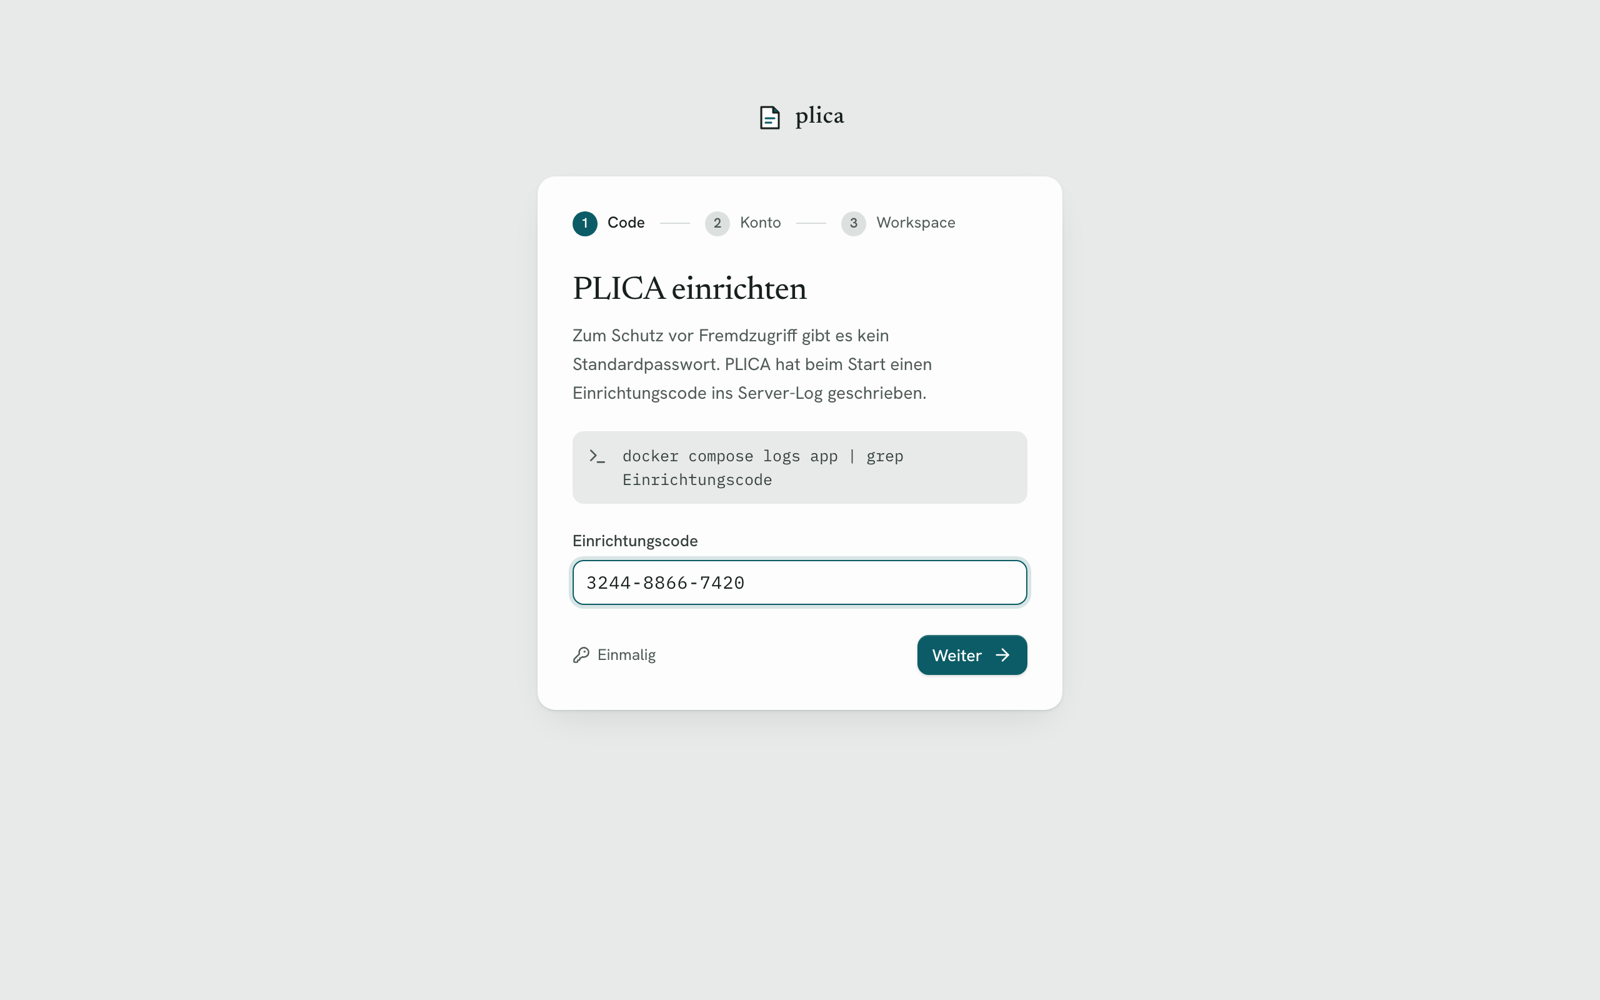 plica
1 Code 2 Konto 3 Workspace
PLICA einrichten
Zum Schutz vor Fremdzugriff gibt es kein
Standardpasswort. PLICA hat beim Start einen
Einrichtungscode ins Server-Log geschrieben.
docker compose logs app | grep
Einrichtungscode
Einrichtungscode
3244-8866-7420
Einmalig
Weiter